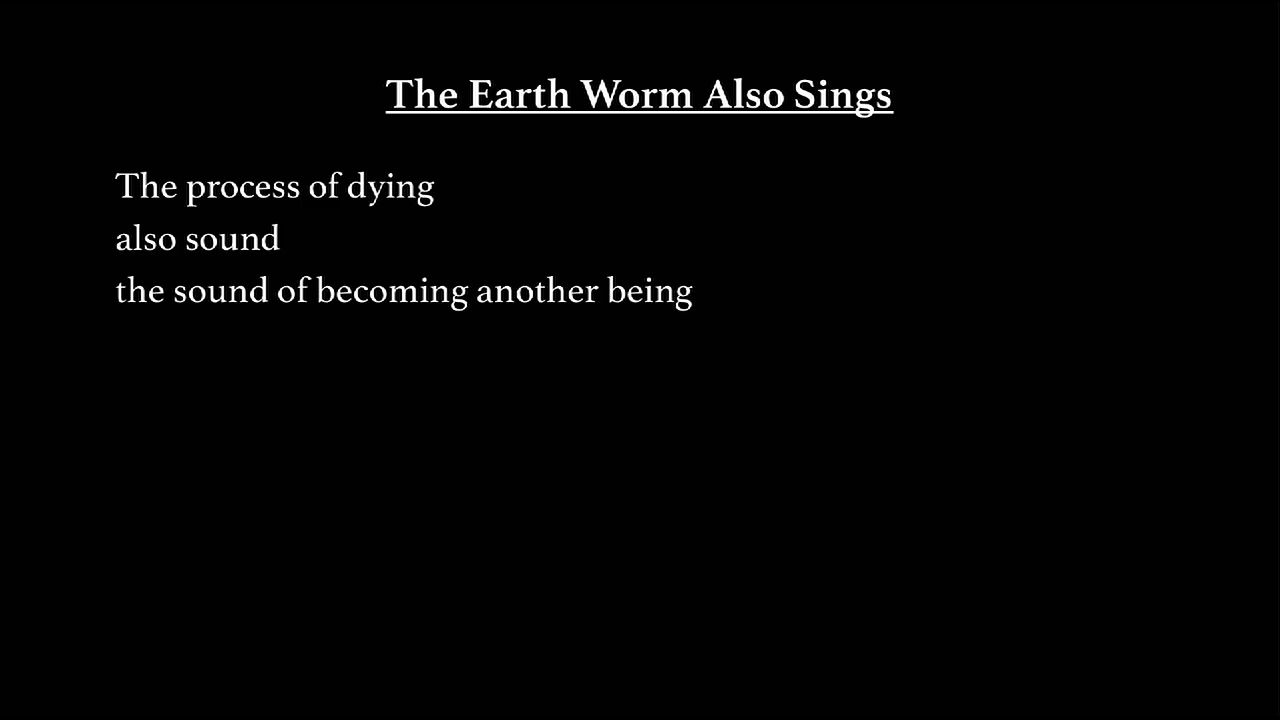 The Earth Worm Also Sings
The process of dying
also sound
the sound of becoming another being